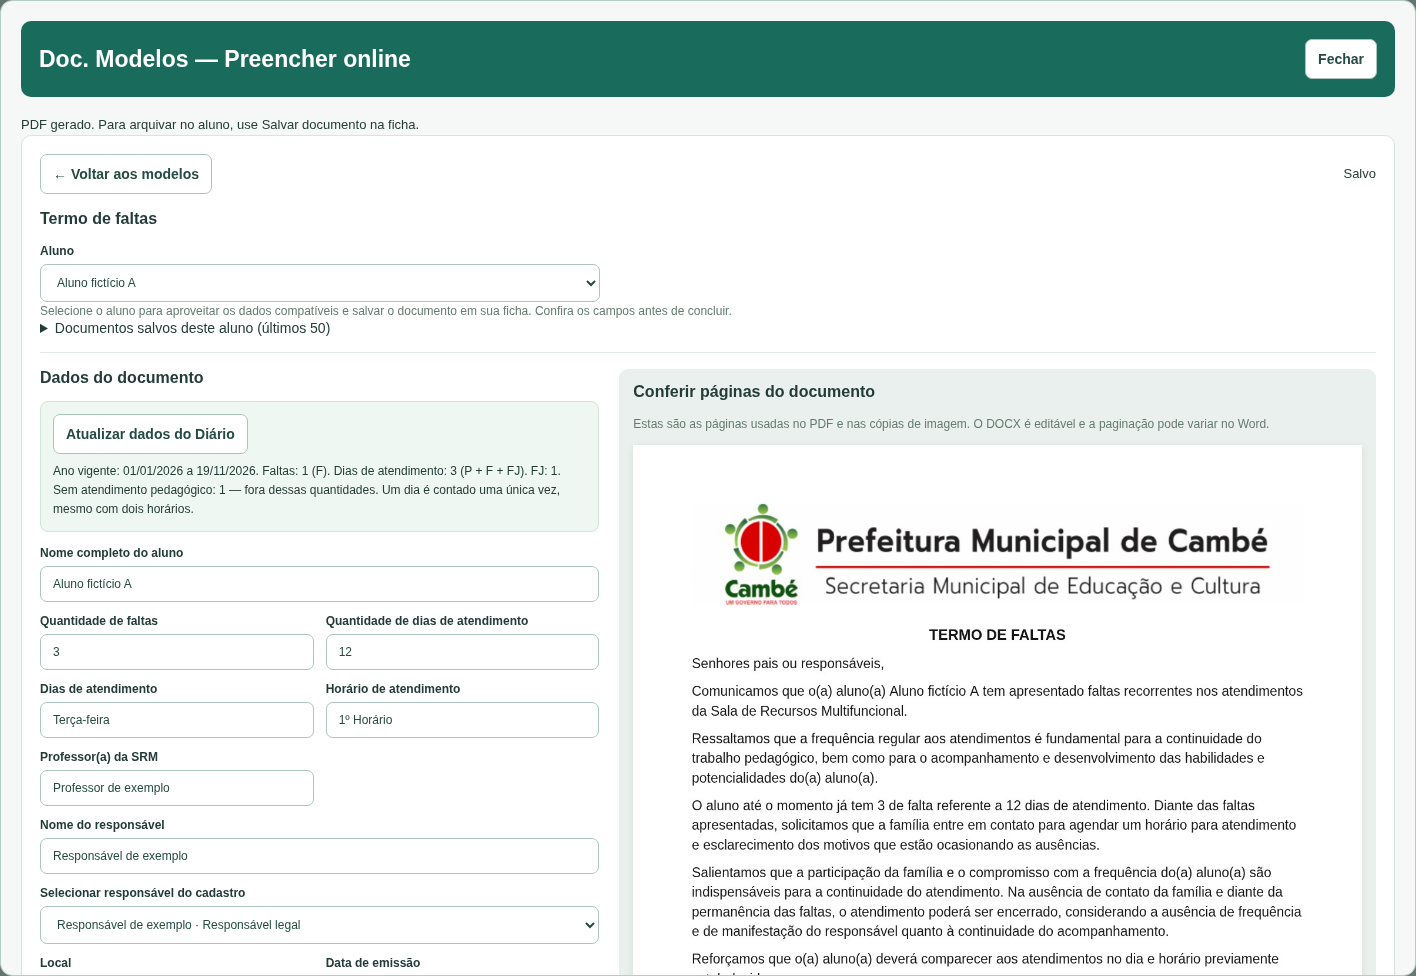 Doc. Modelos — Preencher online
Fechar
PDF gerado. Para arquivar no aluno, use Salvar documento na ficha.
← Voltar aos modelos
Salvo
Termo de faltas
Aluno
Aluno fictício A
Selecione o aluno para aproveitar os dados compatíveis e salvar o documento em sua ficha. Confira os campos antes de concluir.
▶ Documentos salvos deste aluno (últimos 50)
Dados do documento
Atualizar dados do Diário
Ano vigente: 01/01/2026 a 19/11/2026. Faltas: 1 (F). Dias de atendimento: 3 (P + F + FJ). FJ: 1.
Sem atendimento pedagógico: 1 — fora dessas quantidades. Um dia é contado uma única vez,
mesmo com dois horários.
Nome completo do aluno
Aluno fictício A
Quantidade de faltas
Quantidade de dias de atendimento
3
12
Dias de atendimento
Horário de atendimento
Terça-feira
1º Horário
Professor(a) da SRM
Professor de exemplo
Nome do responsável
Responsável de exemplo
Selecionar responsável do cadastro
Responsável de exemplo · Responsável legal
Local
Data de emissão
Conferir páginas do documento
Estas são as páginas usadas no PDF e nas cópias de imagem. O DOCX é editável e a paginação pode variar no Word.
Cambé
UM GOVERNO PARA TODOS
Prefeitura Municipal de Cambé
Secretaria Municipal de Educação e Cultura
TERMO DE FALTAS
Senhores pais ou responsáveis,
Comunicamos que o(a) aluno(a) Aluno fictício A tem apresentado faltas recorrentes nos atendimentos
da Sala de Recursos Multifuncional.
Ressaltamos que a frequência regular aos atendimentos é fundamental para a continuidade do
trabalho pedagógico, bem como para o acompanhamento e desenvolvimento das habilidades e
potencialidades do(a) aluno(a).
O aluno até o momento já tem 3 de falta referente a 12 dias de atendimento. Diante das faltas
apresentadas, solicitamos que a família entre em contato para agendar um horário para atendimento
e esclarecimento dos motivos que estão ocasionando as ausências.
Salientamos que a participação da família e o compromisso com a frequência do(a) aluno(a) são
indispensáveis para a continuidade do atendimento. Na ausência de contato da família e diante da
permanência das faltas, o atendimento poderá ser encerrado, considerando a ausência de frequência
e de manifestação do responsável quanto à continuidade do acompanhamento.
Reforçamos que o(a) aluno(a) deverá comparecer aos atendimentos no dia e horário previamente